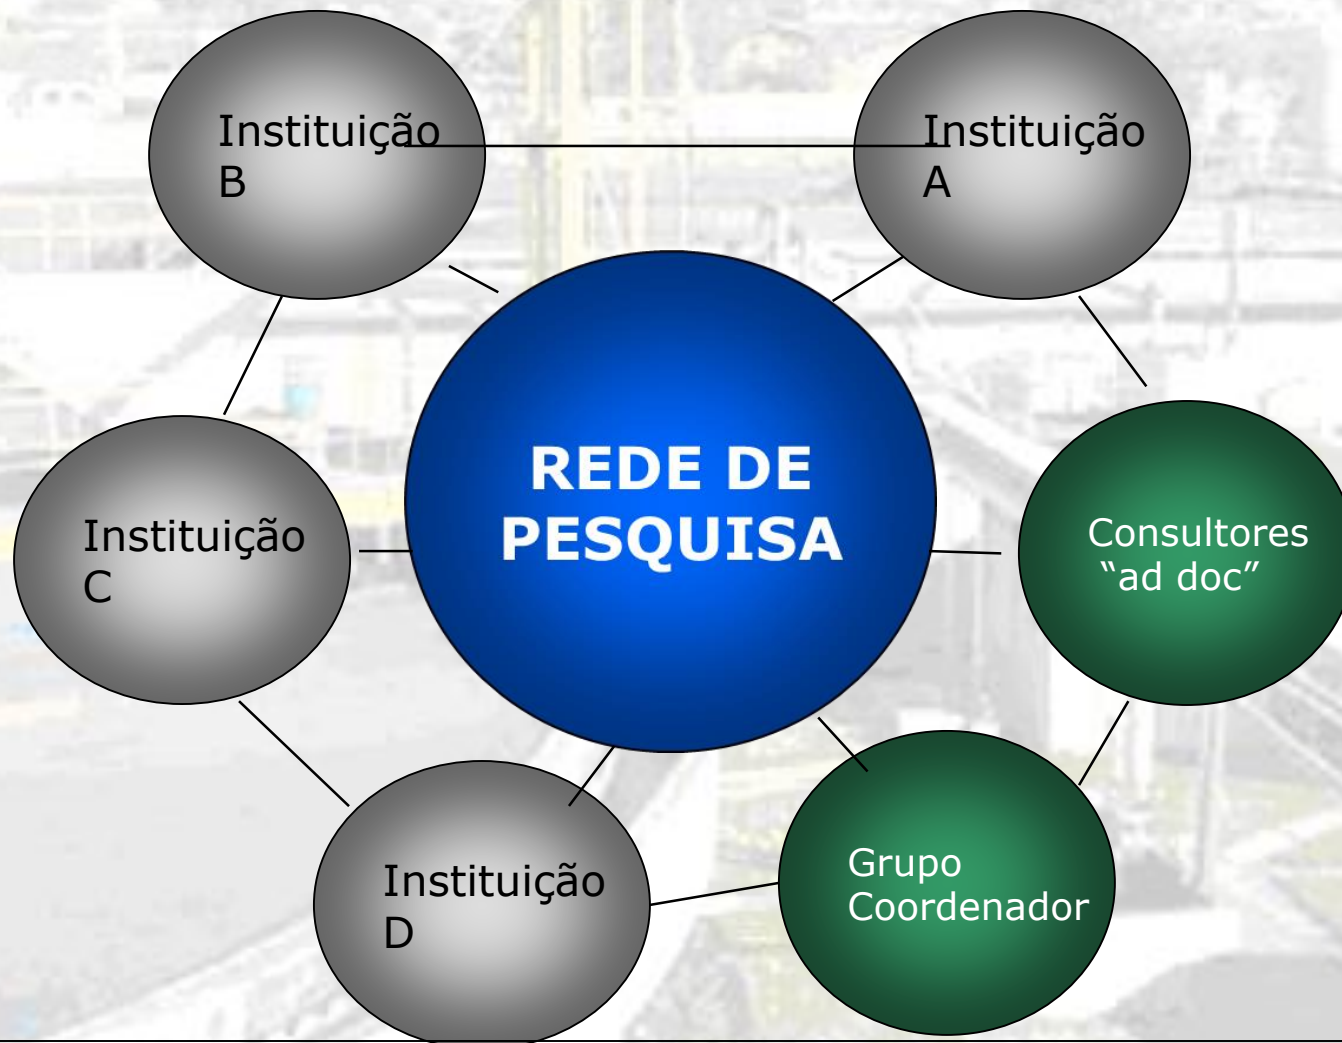 Instituição
B
Instituição
A
REDE DE
PESQUISA
Instituição
C
Consultores
“ad doc”
Instituição
D
Grupo
Coordenador